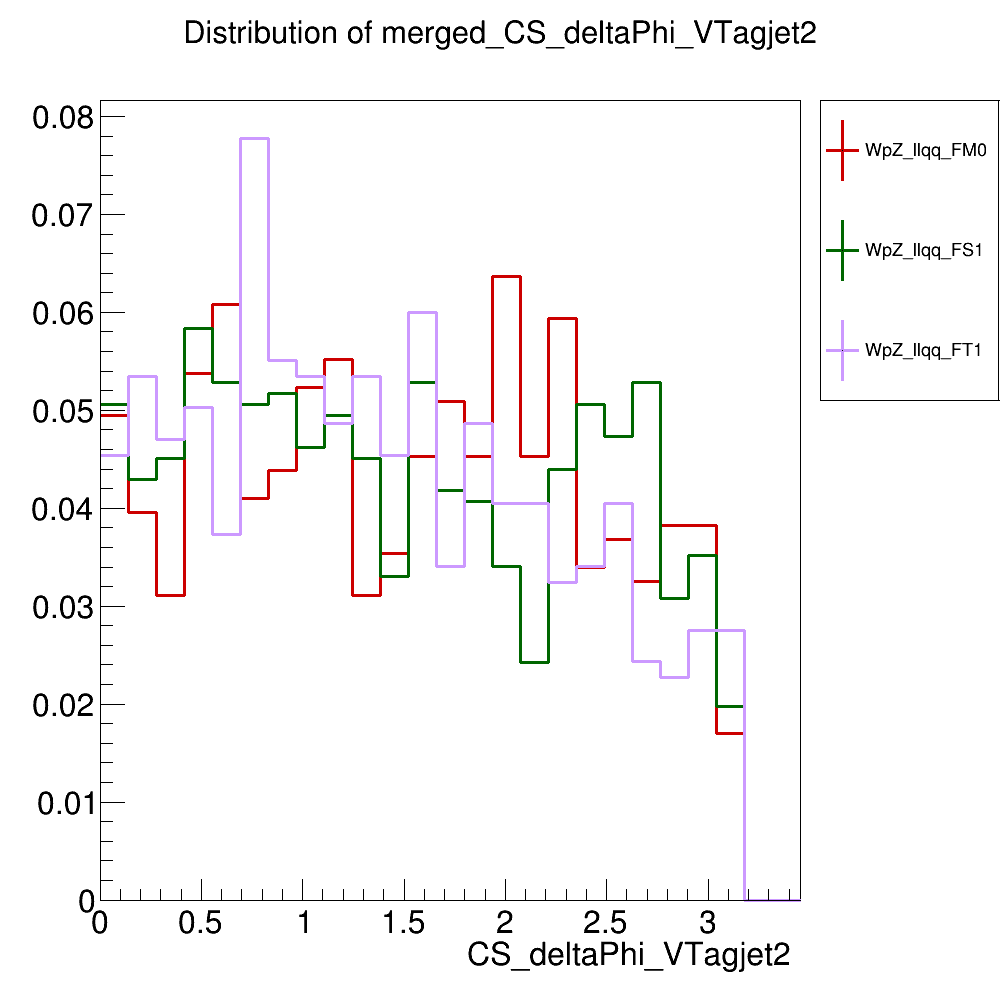 Distribution of merged_CS_deltaPhi_VTagjet2
0.08
0.07
0.06
0.05
0.04
0.03
0.02
0.01
0
0 0.5 1 1.5 2 2.5 3
CS_deltaPhi_VTagjet2
WpZ_llqq_FM0
WpZ_llqq_FS1
WpZ_llqq_FT1